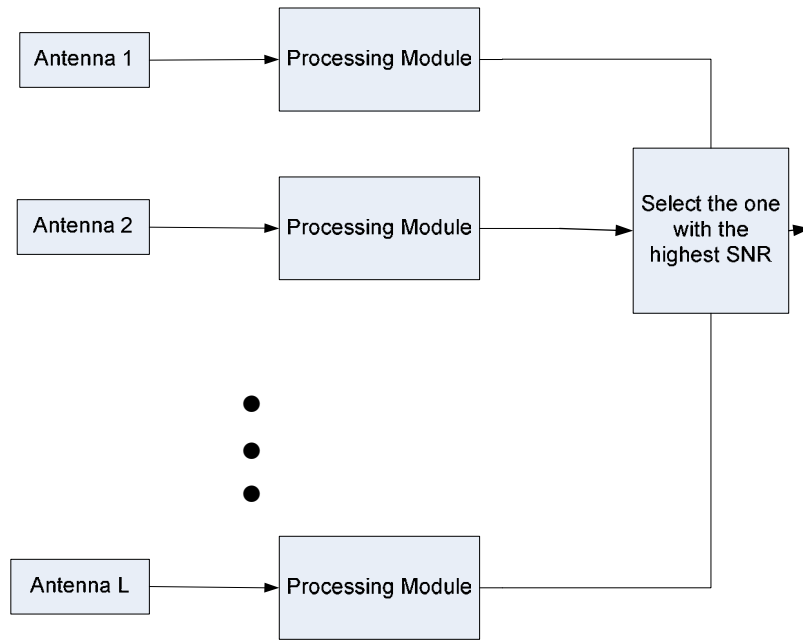 Antenna 1
Processing Module
Antenna 2
Processing Module
Select the one
with the
highest SNR
Antenna L
Processing Module